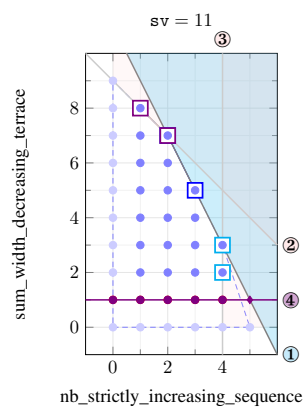 sv = 11
③
8
6
4
2
0
②
④
①
0 2 4
sum_width_decreasing_terrace
nb_strictly_increasing_sequence